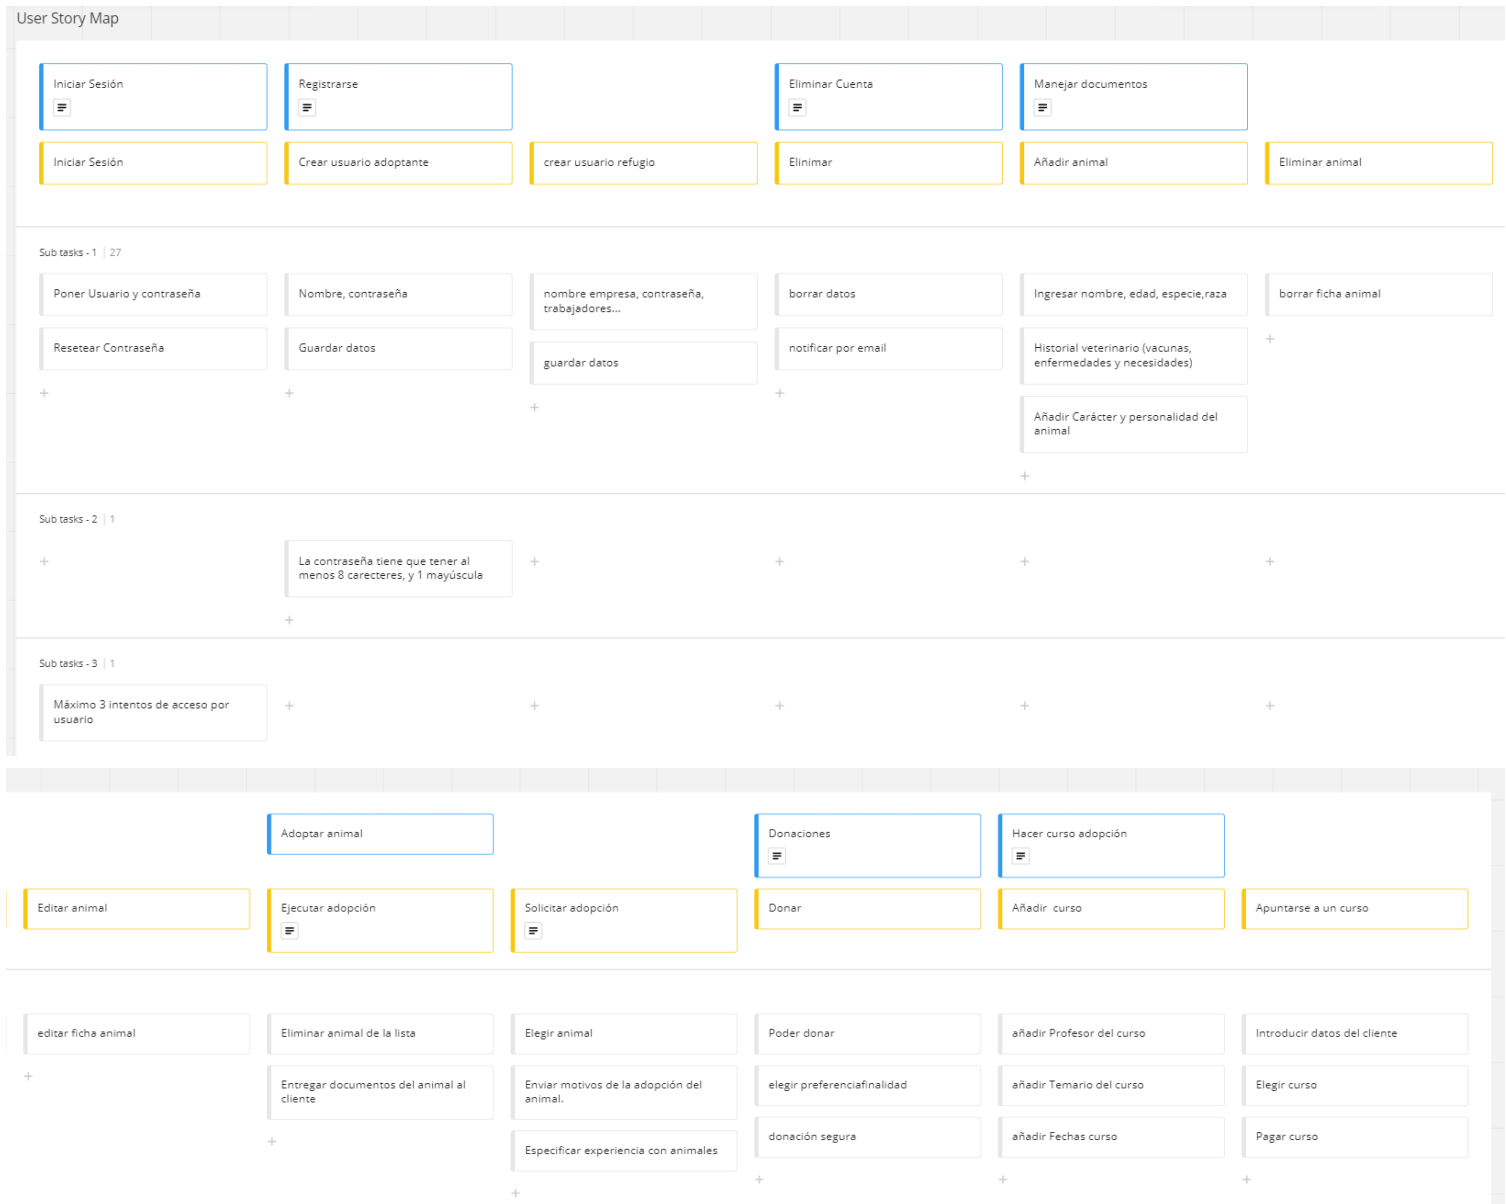 User Story Map
Iniciar Sesión
Registrarse
Eliminar Cuenta
Manejar documentos
Iniciar Sesión
Crear usuario adoptante
crear usuario refugio
Elinimar
Añadir animal
Eliminar animal
Sub tasks - 1 | 27
Poner Usuario y contraseña
Nombre, contraseña
nombre empresa, contraseña,
trabajadores...
borrar datos
Ingresar nombre, edad, especie,raza
borrar ficha animal
Resetear Contraseña
Guardar datos
guardar datos
notificar por email
Historial veterinario (vacunas,
enfermedades y necesidades)
Añadir Carácter y personalidad del
animal
Sub tasks - 2 | 1
La contraseña tiene que tener al
menos 8 carecteres, y 1 mayúscula
Sub tasks - 3 | 1
Máximo 3 intentos de acceso por
usuario
Adoptar animal
Donaciones
Hacer curso adopción
Editar animal
Ejecutar adopción
Solicitar adopción
Donar
Añadir curso
Apuntarse a un curso
editar ficha animal
Eliminar animal de la lista
Elegir animal
Poder donar
añadir Profesor del curso
Introducir datos del cliente
Entregar documentos del animal al
cliente
Enviar motivos de la adopción del
animal.
elegir preferenciafinalidad
añadir Temario del curso
Elegir curso
Especificar experiencia con animales
donación segura
añadir Fechas curso
Pagar curso